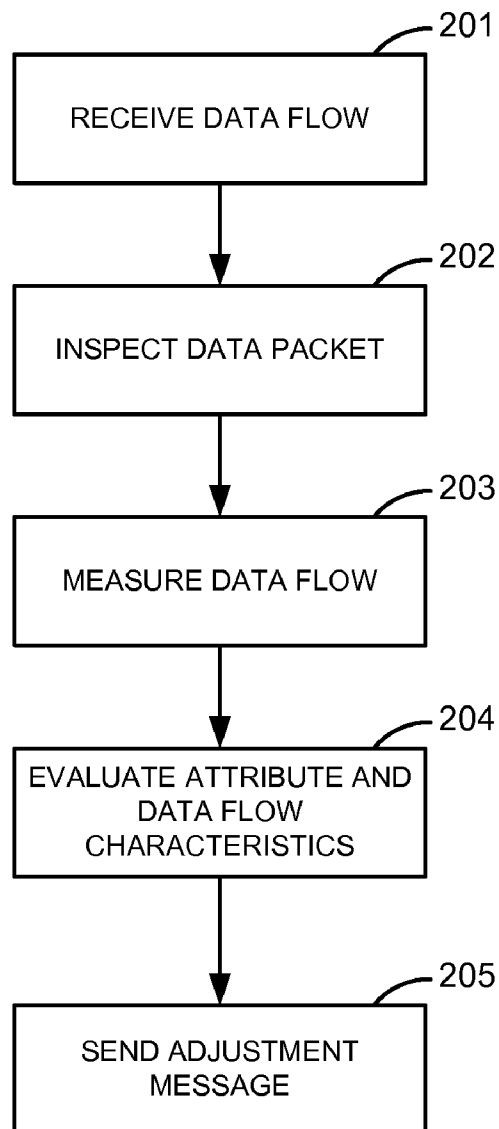 201
RECEIVE DATA FLOW
202
INSPECT DATA PACKET
203
MEASURE DATA FLOW
204
EVALUATE ATTRIBUTE AND
DATA FLOW
CHARACTERISTICS
205
SEND ADJUSTMENT
MESSAGE